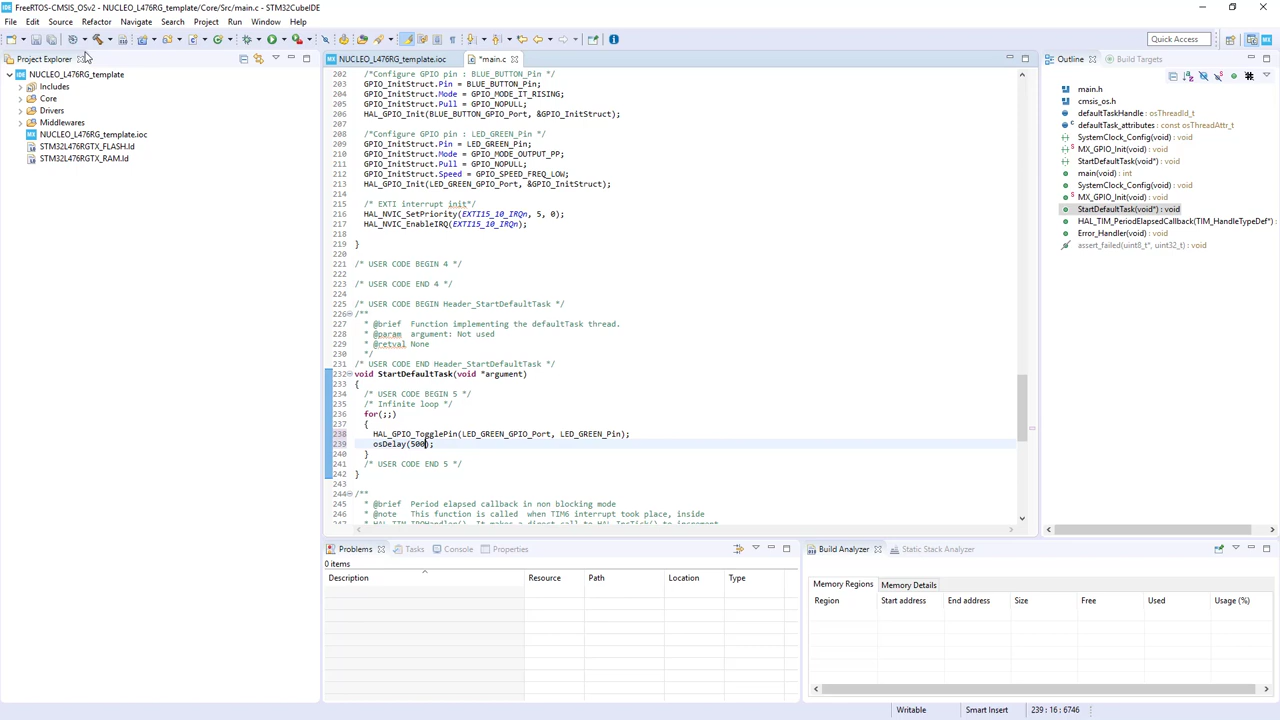 FreeRTOS-CMSIS_OSv2 - NUCLEO_L476RG_template/Core/Src/main.c - STM32CubeIDE
File Edit Source Refactor Navigate Search Project Run Window Help
Quick Access
Project Explorer
NUCLEO_L476RG_template
Includes
Core
Drivers
Middlewares
NUCLEO_L476RG_template.ioc
STM32L476RGTX_FLASH.ld
STM32L476RGTX_RAM.ld
NUCLEO_L476RG_template.ioc *main.c
202 /*Configure GPIO pin : BLUE_BUTTON_Pin */
203 GPIO_InitStruct.Pin = BLUE_BUTTON_Pin;
204 GPIO_InitStruct.Mode = GPIO_MODE_IT_RISING;
205 GPIO_InitStruct.Pull = GPIO_NOPULL;
206 HAL_GPIO_Init(BLUE_BUTTON_GPIO_Port, &GPIO_InitStruct);
207
208 /*Configure GPIO pin : LED_GREEN_Pin */
209 GPIO_InitStruct.Pin = LED_GREEN_Pin;
210 GPIO_InitStruct.Mode = GPIO_MODE_OUTPUT_PP;
211 GPIO_InitStruct.Pull = GPIO_NOPULL;
212 GPIO_InitStruct.Speed = GPIO_SPEED_FREQ_LOW;
213 HAL_GPIO_Init(LED_GREEN_GPIO_Port, &GPIO_InitStruct);
214
215 /* EXTI interrupt init*/
216 HAL_NVIC_SetPriority(EXTI15_10_IRQn, 5, 0);
217 HAL_NVIC_EnableIRQ(EXTI15_10_IRQn);
218
219 }
220
221 /* USER CODE BEGIN 4 */
222
223 /* USER CODE END 4 */
224
225 /* USER CODE BEGIN Header_StartDefaultTask */
226 /**
227 * @brief Function implementing the defaultTask thread.
228 * @param argument: Not used
229 * @retval None
230 */
231 /* USER CODE END Header_StartDefaultTask */
232 void StartDefaultTask(void *argument)
233 {
234 /* USER CODE BEGIN 5 */
235 /* Infinite loop */
236 for(;;)
237 {
238 HAL_GPIO_TogglePin(LED_GREEN_GPIO_Port, LED_GREEN_Pin);
239 osDelay(500);
240 }
241 /* USER CODE END 5 */
242 }
243
244 /**
245 * @brief Period elapsed callback in non blocking mode
246 * @note This function is called when TIM6 interrupt took place, inside
247 * HAL_TIM_IRQHandler(). It makes a direct call to HAL_IncTick() to increment
Outline Build Targets
main.h
cmsis_os.h
defaultTaskHandle : osThreadId_t
defaultTask_attributes : const osThreadAttr_t
SystemClock_Config(void) : void
MX_GPIO_Init(void) : void
StartDefaultTask(void*) : void
main(void) : int
SystemClock_Config(void) : void
MX_GPIO_Init(void) : void
StartDefaultTask(void*) : void
HAL_TIM_PeriodElapsedCallback(TIM_HandleTypeDef*) : void
Error_Handler(void) : void
assert_failed(uint8_t*, uint32_t) : void
Problems Tasks Console Properties
0 items
Description Resource Path Location Type
Build Analyzer Static Stack Analyzer
Memory Regions Memory Details
Region Start address End address Size Free Used Usage (%)
Writable Smart Insert 239 : 16 : 6746